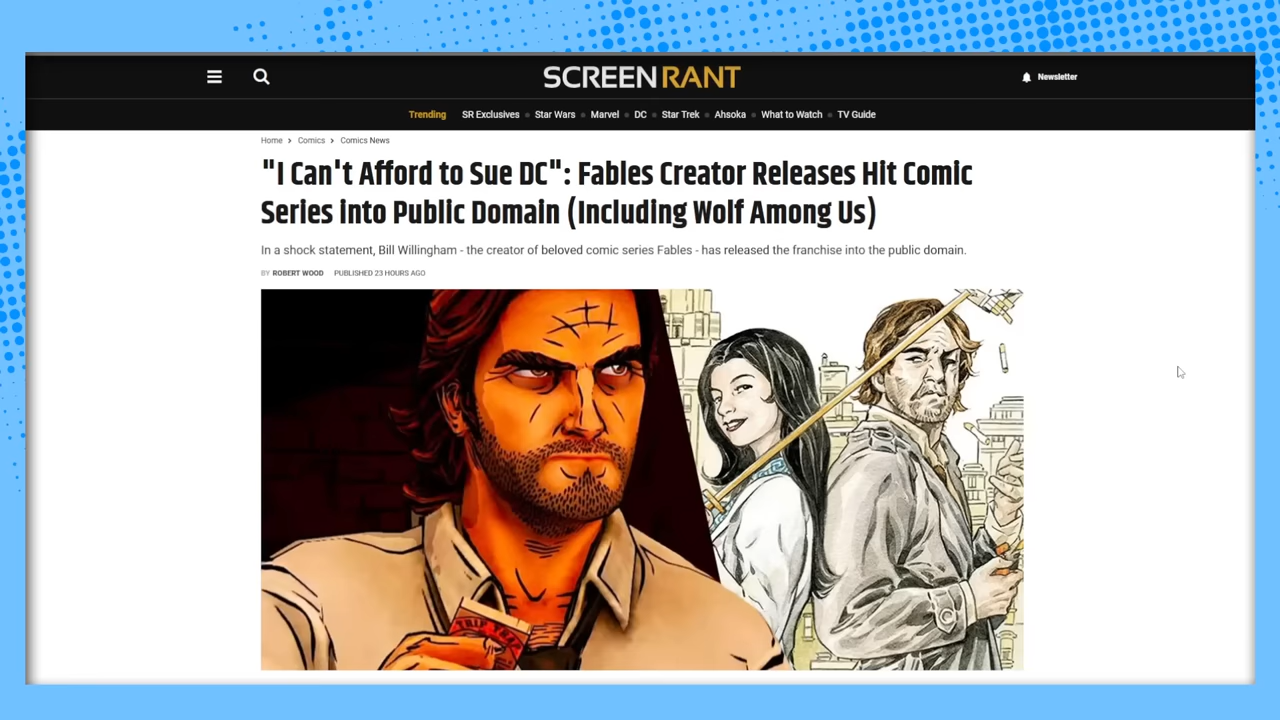 SCREENRANT
Newsletter
Trending SR Exclusives Star Wars Marvel DC Star Trek Ahsoka What to Watch TV Guide
Home > Comics > Comics News
"I Can't Afford to Sue DC": Fables Creator Releases Hit Comic
Series into Public Domain (Including Wolf Among Us)
In a shock statement, Bill Willingham - the creator of beloved comic series Fables - has released the franchise into the public domain.
BY ROBERT WOOD PUBLISHED 23 HOURS AGO